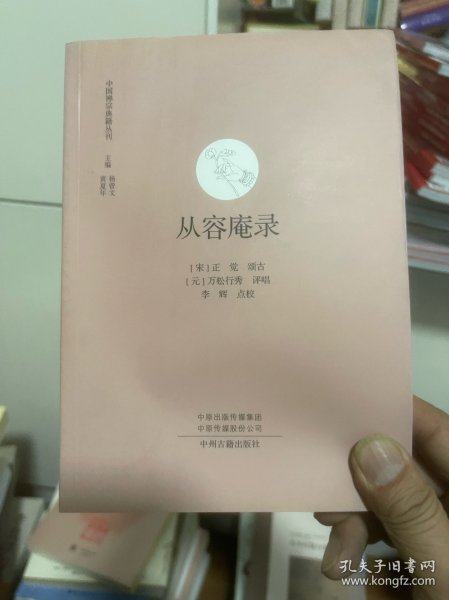 中国禅宗典籍丛刊
主编 杨曾文
黄夏年
从容庵录
[宋]正 觉 颂古
[元]万松行秀 评唱
李 辉 点校
中原出版传媒集团
中原传媒股份公司
中州古籍出版社
孔夫子旧书网
www.kongfz.com